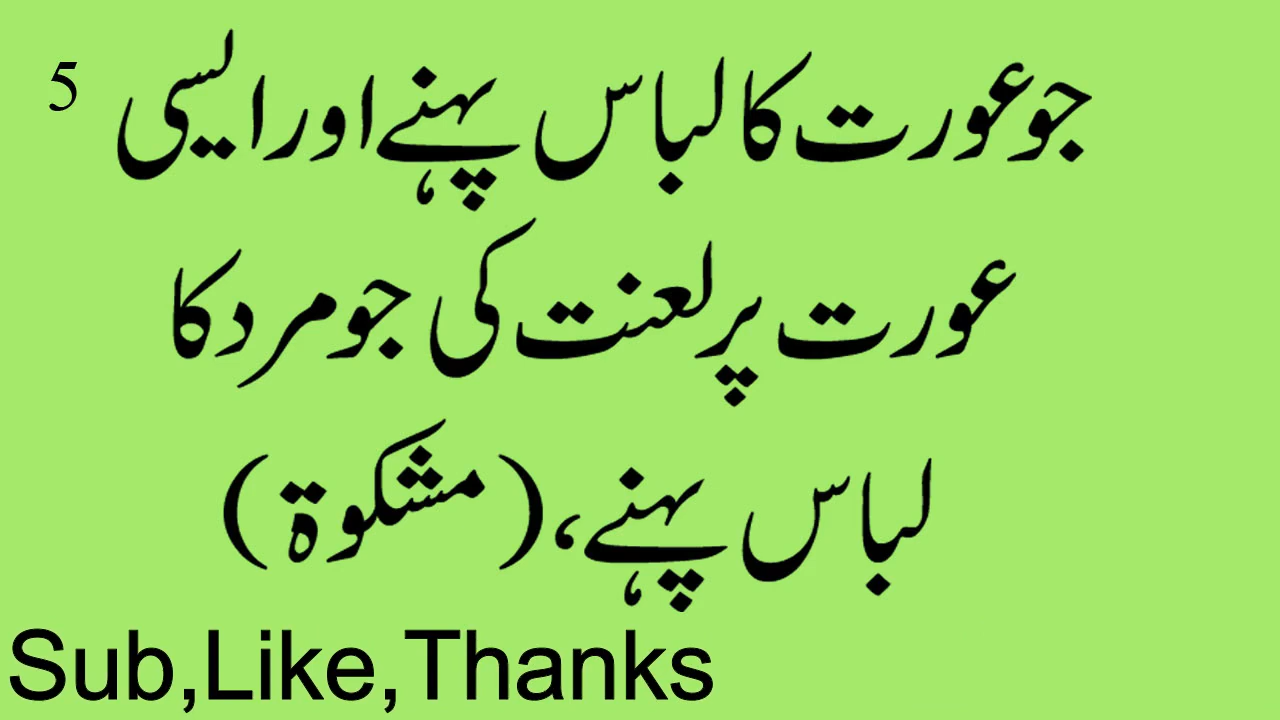 5
جو عورت کا لباس پہنے اور ایسی
عورت پر لعنت کی جو مرد کا
لباس پہنے، (مشکوۃ)
Sub,Like,Thanks